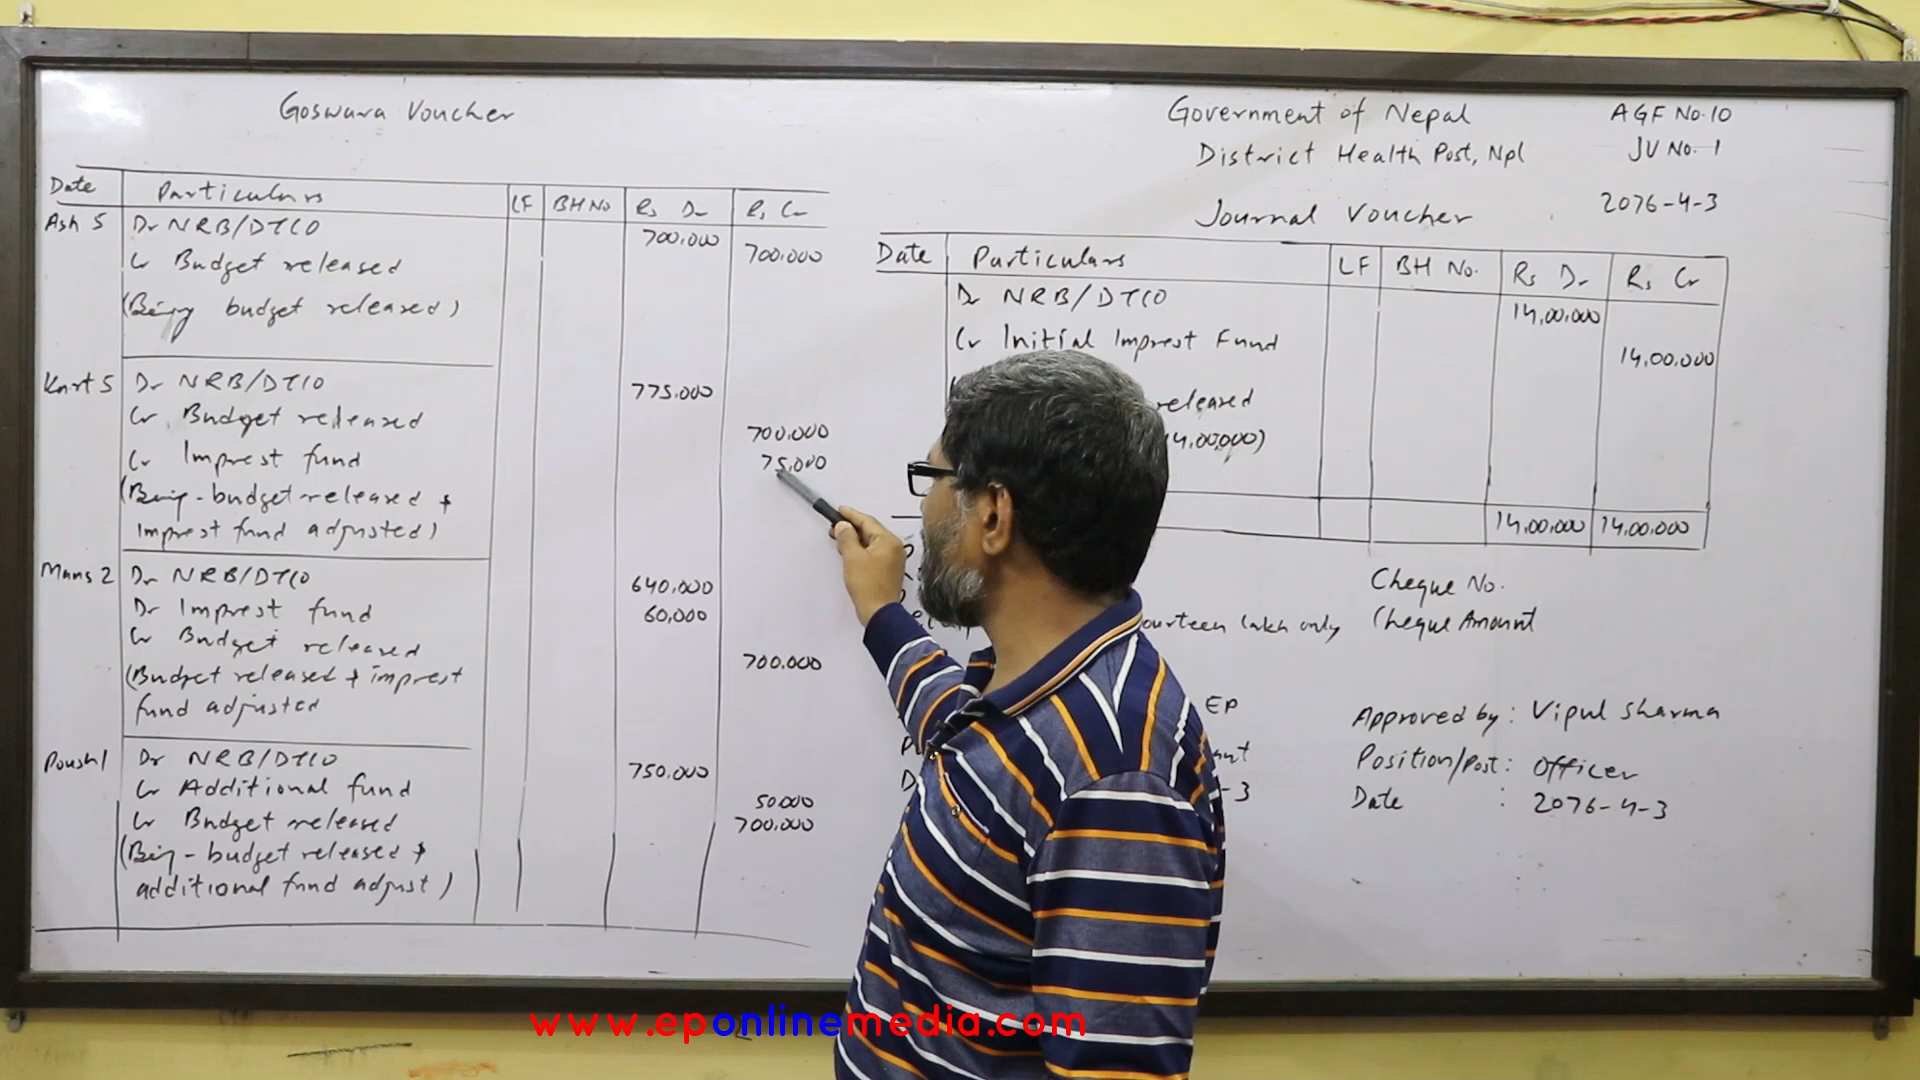 Goswara Voucher
Date Particulars LF BH No Rs Dr Rs Cr
Ash 5 Dr NRB/DTCO 700,000
Cr Budget released 700,000
(Being budget released)
Kart 5 Dr NRB/DTCO 775,000
Cr Budget released 700,000
Cr Imprest fund 75,000
(Being - budget released +
Imprest fund adjusted)
Mans 2 Dr NRB/DTCO 640,000
Dr Imprest fund 60,000
Cr Budget released 700,000
(Budget released + imprest
fund adjusted
Poush 1 Dr NRB/DTCO 750,000
Cr Additional fund 50,000
Cr Budget released 700,000
(Being - budget released +
additional fund adjust)
Government of Nepal AGF No. 10
District Health Post, Npl JV No. 1
Journal Voucher 2076-4-3
Date Particulars LF BH No. Rs Dr Rs Cr
Dr NRB/DTCO 14,00,000
Cr Initial Imprest Fund 14,00,000
released
14,00,000)
14,00,000 14,00,000
Cheque No.
lakh only Cheque Amount
EP Approved by : Vipul Sharma
Position/Post : Officer
-3 Date : 2076-4-3
www.eponlinemedia.com